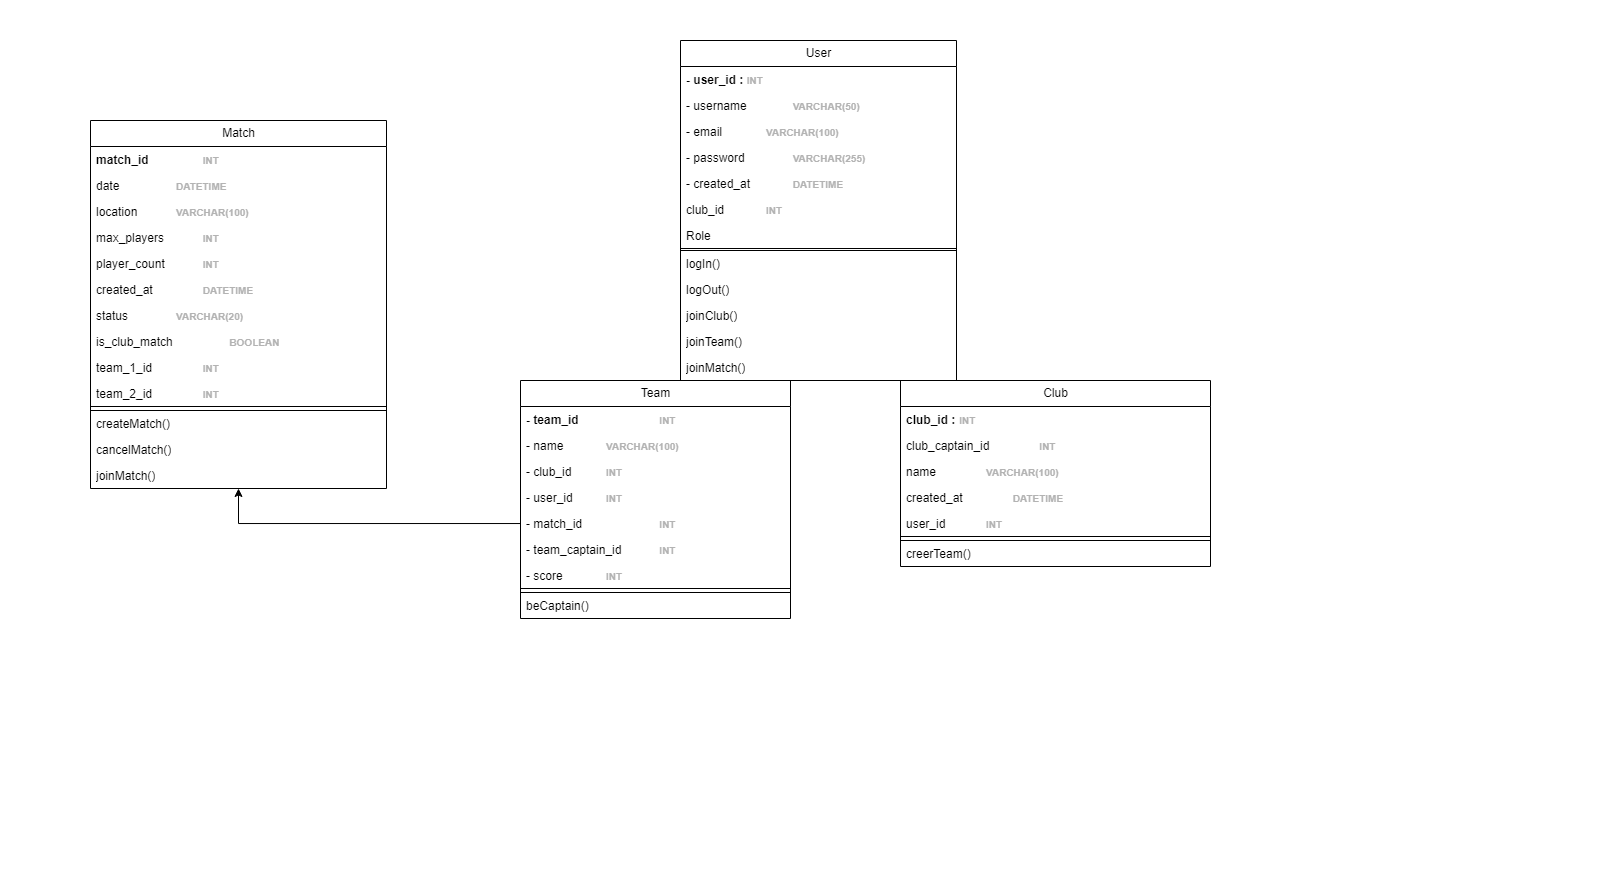 User
- user_id : INT
- username VARCHAR(50)
- email VARCHAR(100)
- password VARCHAR(255)
- created_at DATETIME
club_id INT
Role
logIn()
logOut()
joinClub()
joinTeam()
joinMatch()
Match
match_id INT
date DATETIME
location VARCHAR(100)
max_players INT
player_count INT
created_at DATETIME
status VARCHAR(20)
is_club_match BOOLEAN
team_1_id INT
team_2_id INT
createMatch()
cancelMatch()
joinMatch()
Team
- team_id INT
- name VARCHAR(100)
- club_id INT
- user_id INT
- match_id INT
- team_captain_id INT
- score INT
beCaptain()
Club
club_id : INT
club_captain_id INT
name VARCHAR(100)
created_at DATETIME
user_id INT
creerTeam()